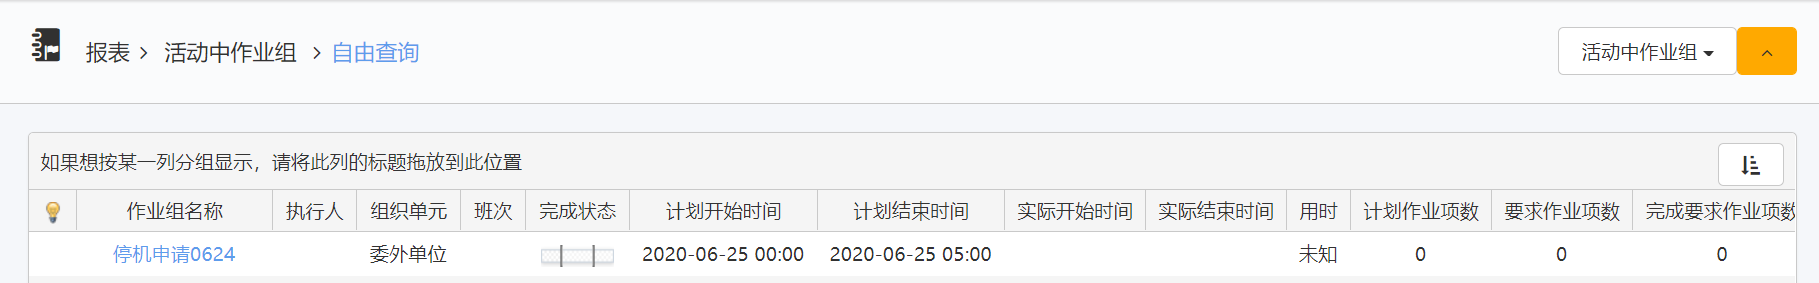 报表 > 活动中作业组 > 自由查询
活动中作业组
如果想按某一列分组显示，请将此列的标题拖放到此位置
作业组名称 执行人 组织单元 班次 完成状态 计划开始时间 计划结束时间 实际开始时间 实际结束时间 用时 计划作业项数 要求作业项数 完成要求作业项数
停机申请0624 委外单位 2020-06-25 00:00 2020-06-25 05:00 未知 0 0 0